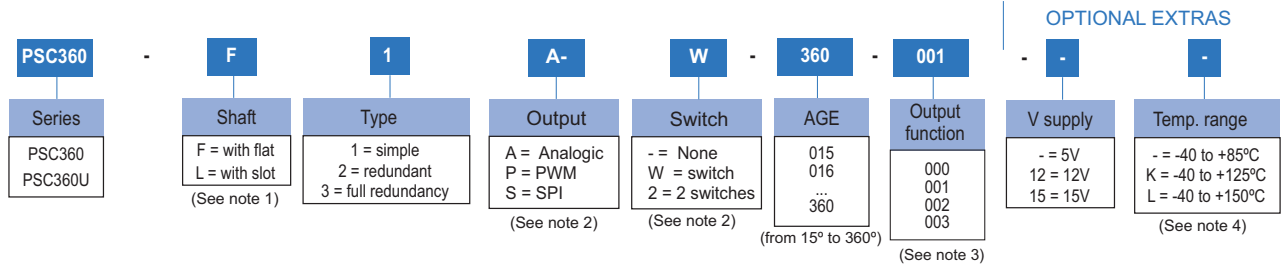 OPTIONAL EXTRAS
PSC360 - F 1 A- W - 360 - 001 - - -
Series
PSC360
PSC360U
Shaft
F = with flat
L = with slot
(See note 1)
Type
1 = simple
2 = redundant
3 = full redundancy
Output
A = Analogic
P = PWM
S = SPI
(See note 2)
Switch
- = None
W = switch
2 = 2 switches
(See note 2)
AGE
015
016
...
360
(from 15º to 360º)
Output
function
000
001
002
003
(See note 3)
V supply
- = 5V
12 = 12V
15 = 15V
Temp. range
- = -40 to +85ºC
K = -40 to +125ºC
L = -40 to +150ºC
(See note 4)